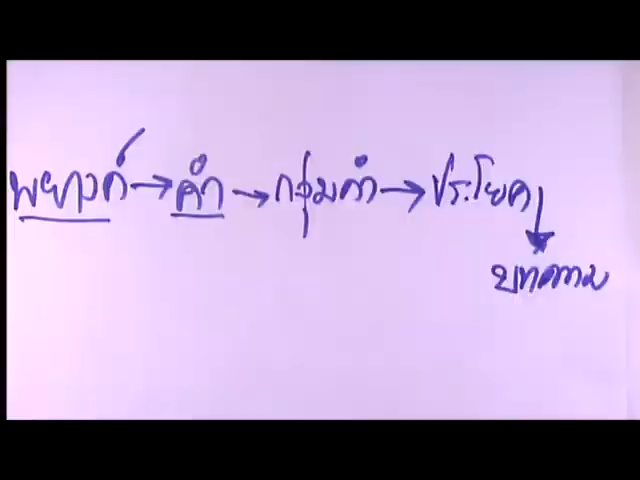 พยางค์ → คำ → กลุ่มคำ → ประโยค
บทความ